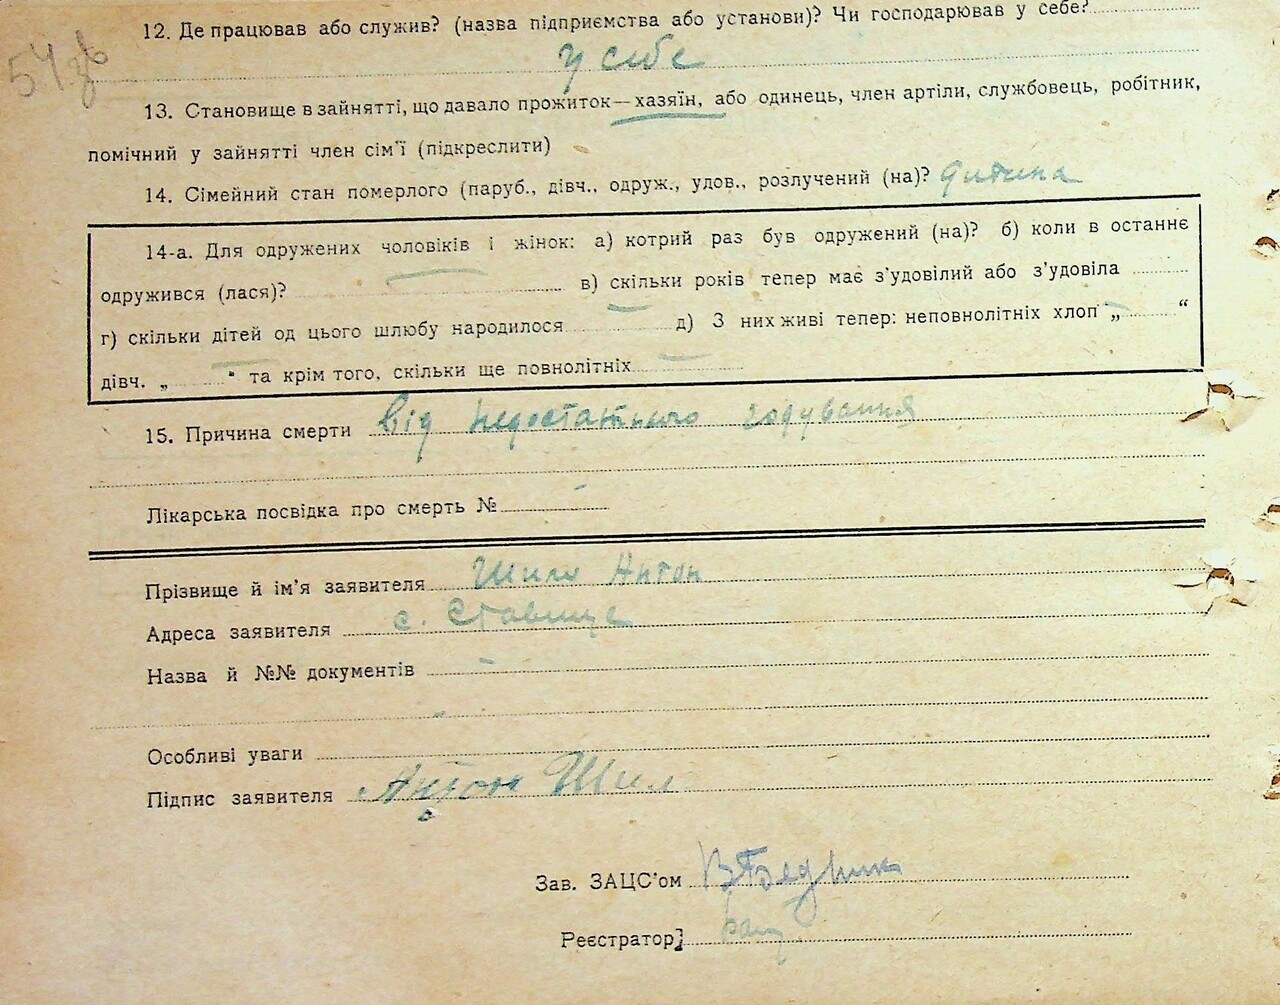 54зв
12. Де працював або служив? (назва підприємства або установи)? Чи господарював у себе?
у себе
13. Становище в зайнятті, що давало прожиток—хазяїн, або одинець, член артілі, службовець, робітник,
помічний у зайнятті член сім'ї (підкреслити)
14. Сімейний стан померлого (паруб., дівч., одруж., удов., розлучений (на)? дитина
14-а. Для одружених чоловіків і жінок: а) котрий раз був одружений (на)? б) коли в останнє
одружився (лася)? в) скільки років тепер має з'удовілий або з'удовіла
г) скільки дітей од цього шлюбу народилося д) З них живі тепер: неповнолітніх хлоп „ “
дівч. „ “ та крім того, скільки ще повнолітніх
15. Причина смерти від недостатнього годування
Лікарська посвідка про смерть №
Прізвище й ім'я заявителя Шило Антон
Адреса заявителя с. Ставище
Назва й №№ документів
Особливі уваги
Підпис заявителя Антон Шил
Зав. ЗАЦС'ом
Реєстратор